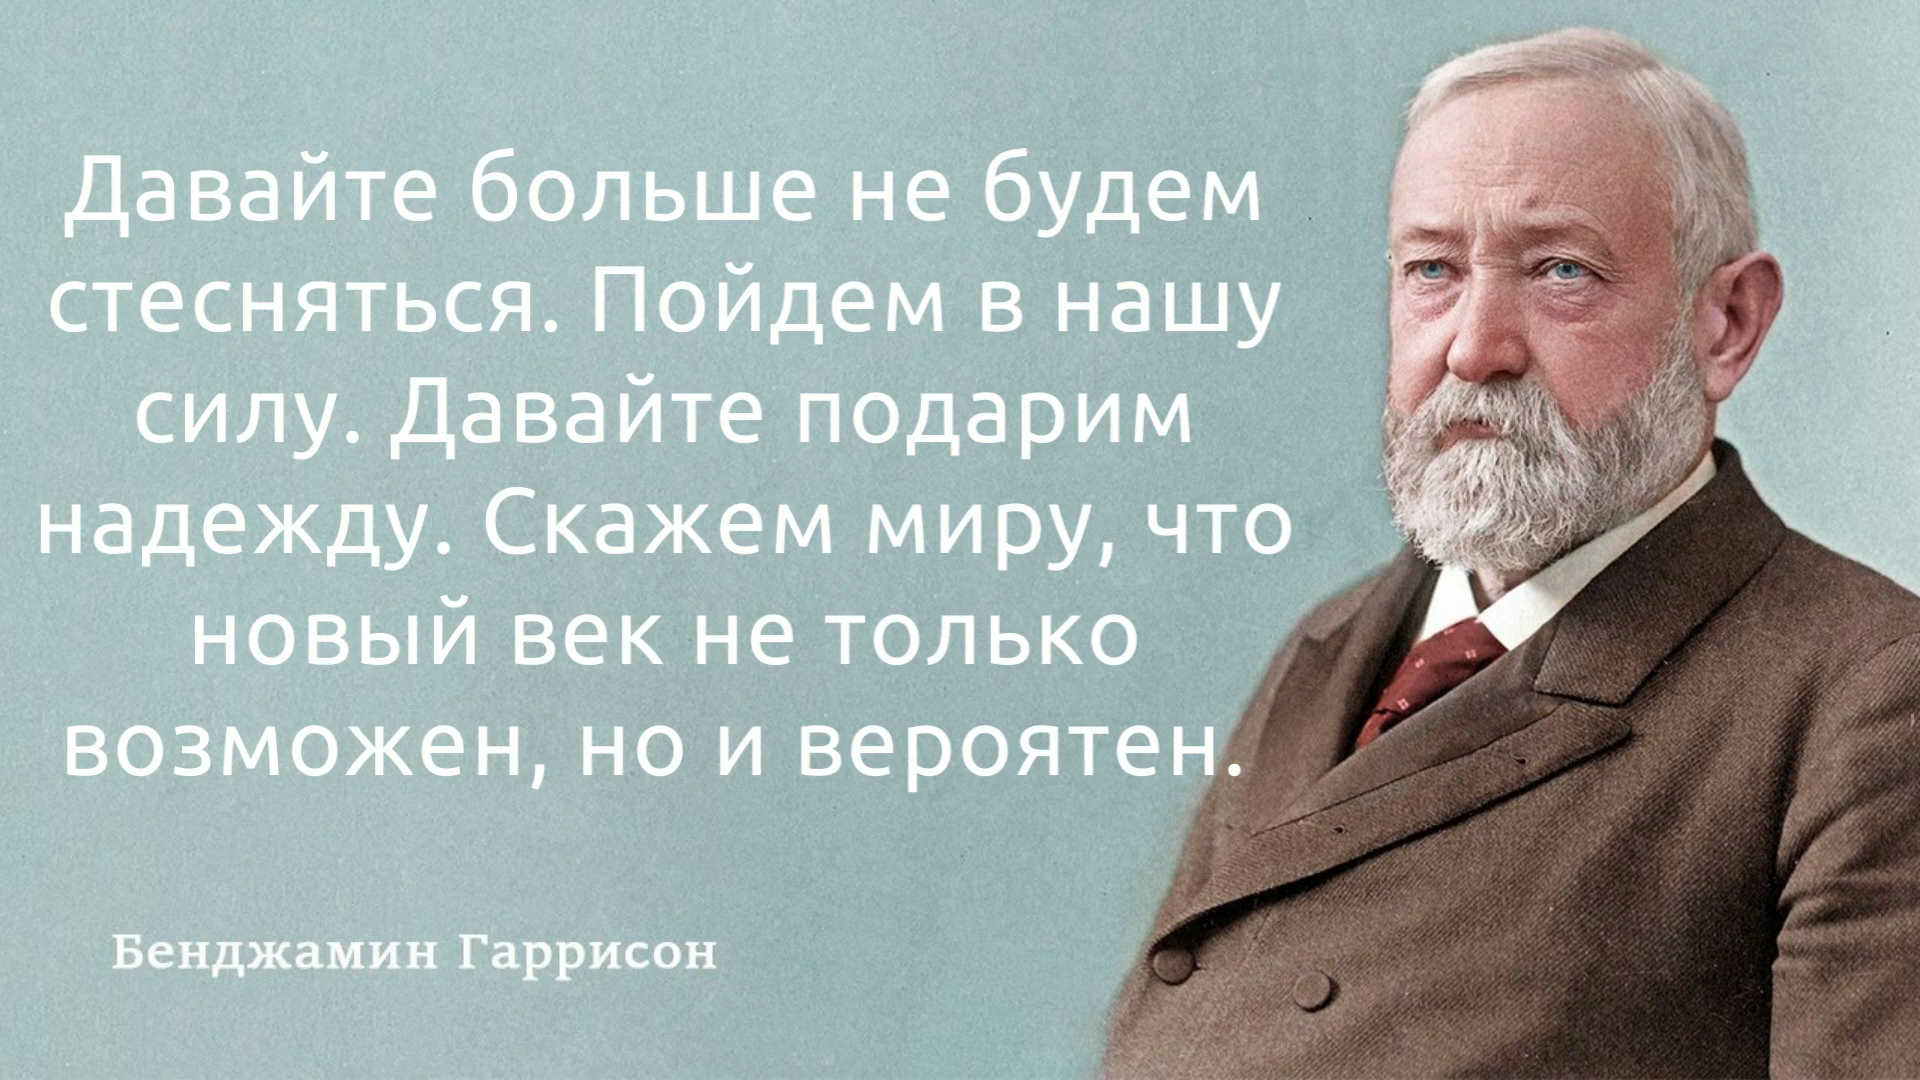 Давайте больше не будем
стесняться. Пойдем в нашу
силу. Давайте подарим
надежду. Скажем миру, что
новый век не только
возможен, но и вероятен.
Бенджамин Гаррисон